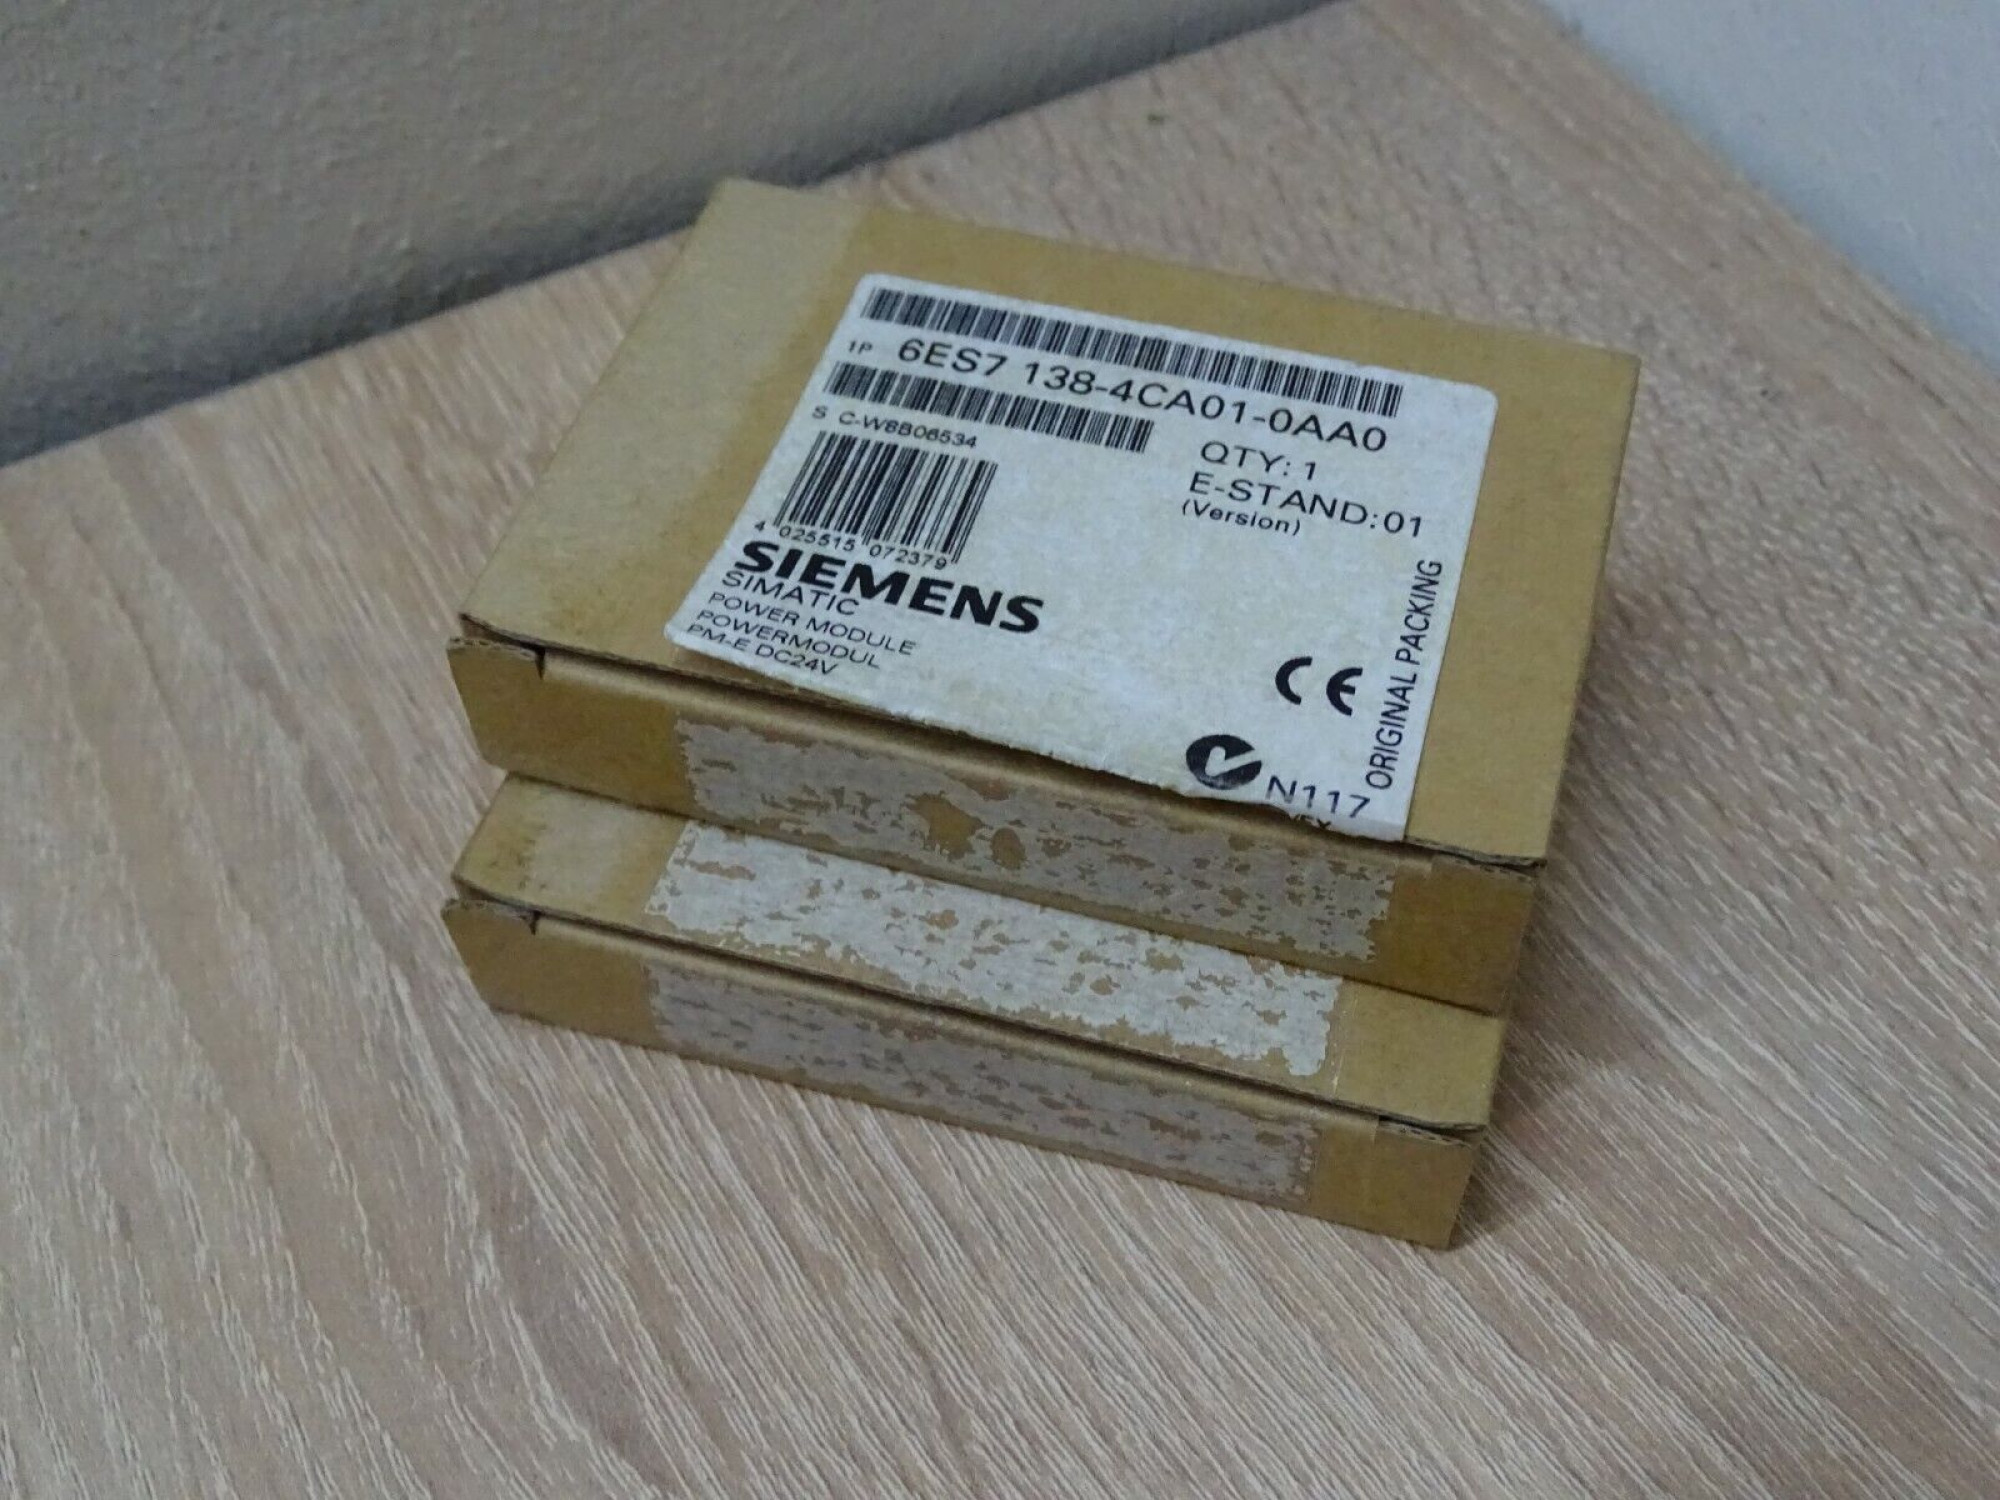 1P 6ES7 138-4CA01-0AA0
S C-W8B06534
QTY: 1
E-STAND:01
(Version)
4 025515 072379
SIEMENS
SIMATIC
POWER MODULE
POWERMODUL
PM-E DC24V
CE
N117
ORIGINAL PACKING